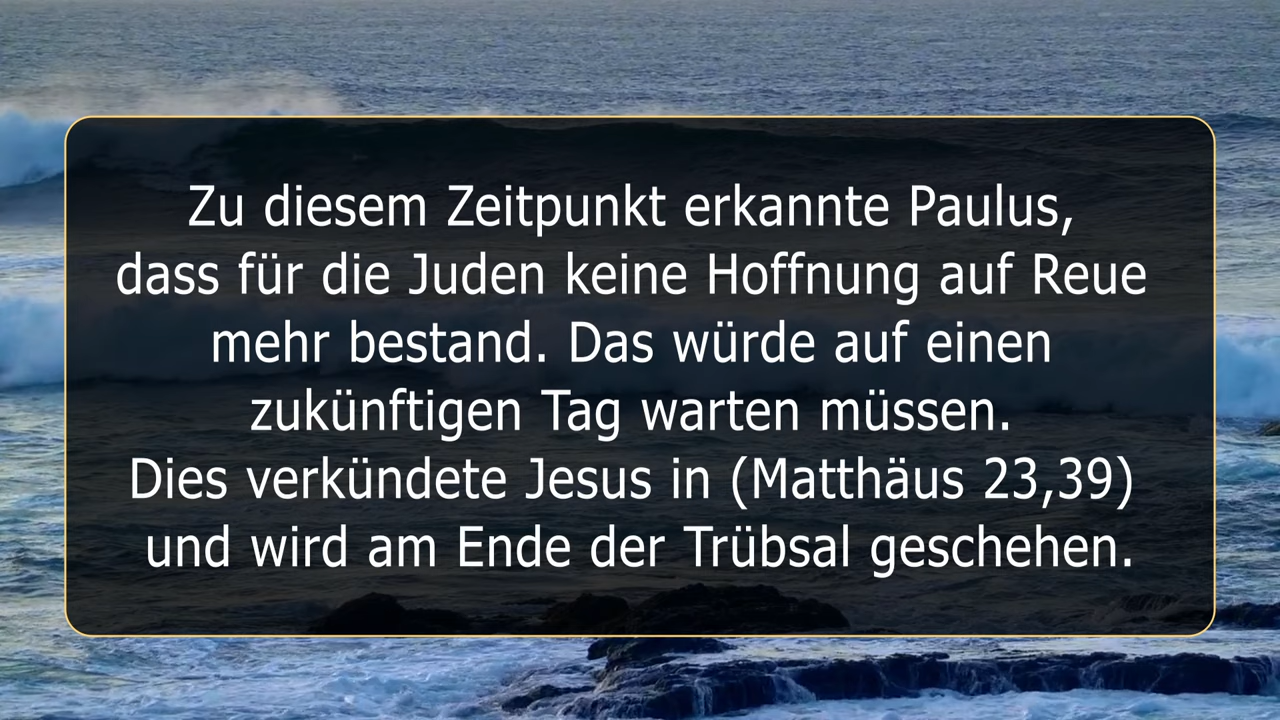 Zu diesem Zeitpunkt erkannte Paulus,
dass für die Juden keine Hoffnung auf Reue
mehr bestand. Das würde auf einen
zukünftigen Tag warten müssen.
Dies verkündete Jesus in (Matthäus 23,39)
und wird am Ende der Trübsal geschehen.